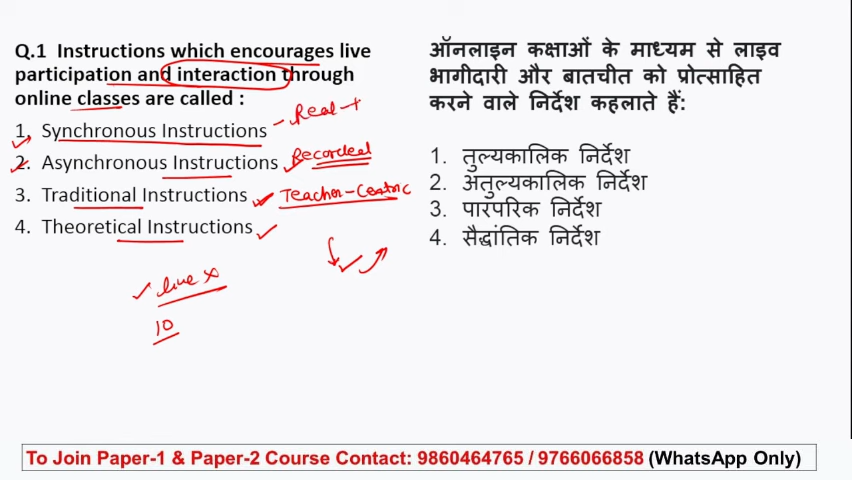 Q.1 Instructions which encourages live
participation and interaction through
online classes are called :
1. Synchronous Instructions
- Real -t
2. Asynchronous Instructions
Recorded
3. Traditional Instructions
Teacher-Centric
4. Theoretical Instructions
live x
10
ऑनलाइन कक्षाओं के माध्यम से लाइव
भागीदारी और बातचीत को प्रोत्साहित
करने वाले निर्देश कहलाते हैं:
1. तुल्यकालिक निर्देश
2. अतुल्यकालिक निर्देश
3. पारपरिक निर्देश
4. सैद्धांतिक निर्देश
To Join Paper-1 & Paper-2 Course Contact: 9860464765 / 9766066858 (WhatsApp Only)